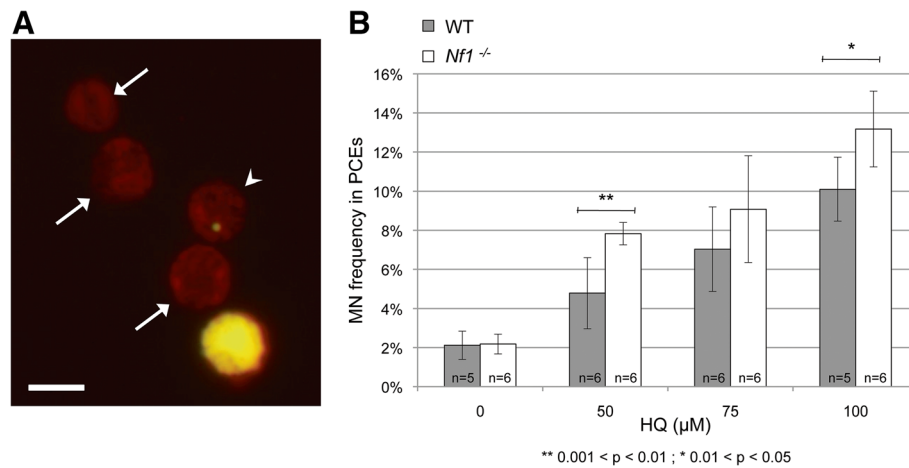 A
B
WT
Nf1 -/-
MN frequency in PCEs
16%
14%
12%
10%
8%
6%
4%
2%
0%
**
*
n=5 n=6 n=6 n=6 n=6 n=6 n=5 n=6
0 50 75 100
HQ (µM)
** 0.001 < p < 0.01 ; * 0.01 < p < 0.05